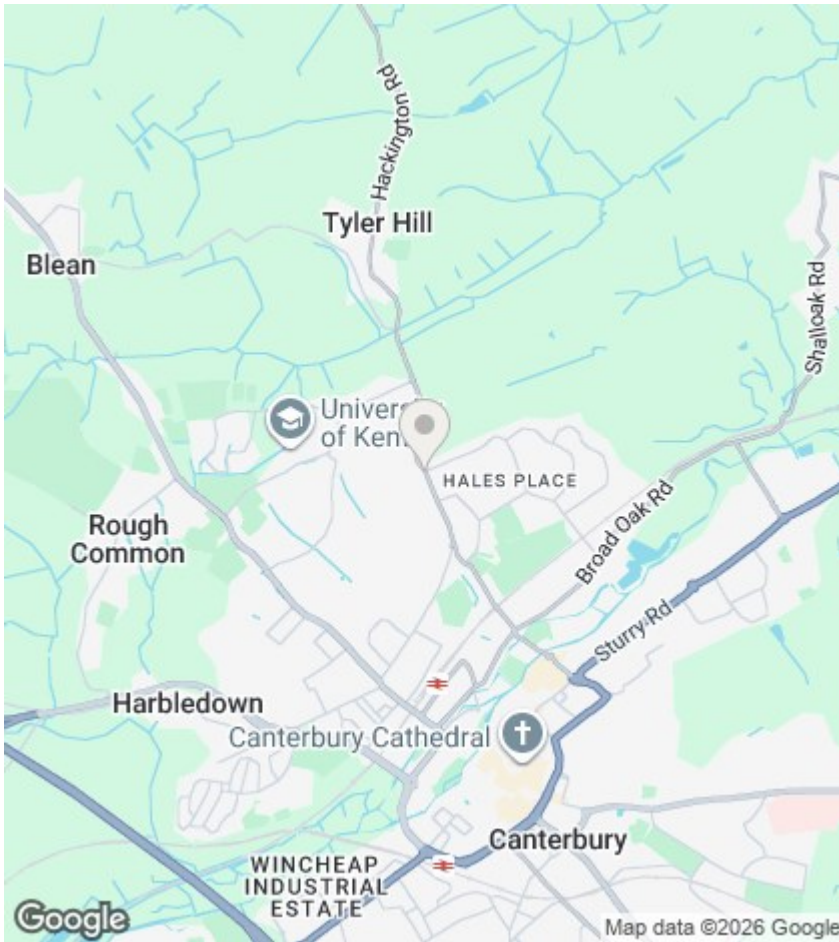 Hackington Rd
Tyler Hill
Blean
Shalloak Rd
University
of Kent
HALES PLACE
Broad Oak Rd
Rough
Common
Sturry Rd
Harbledown
Canterbury Cathedral
Canterbury
WINCHEAP
INDUSTRIAL
ESTATE
Google
Map data ©2026 Google